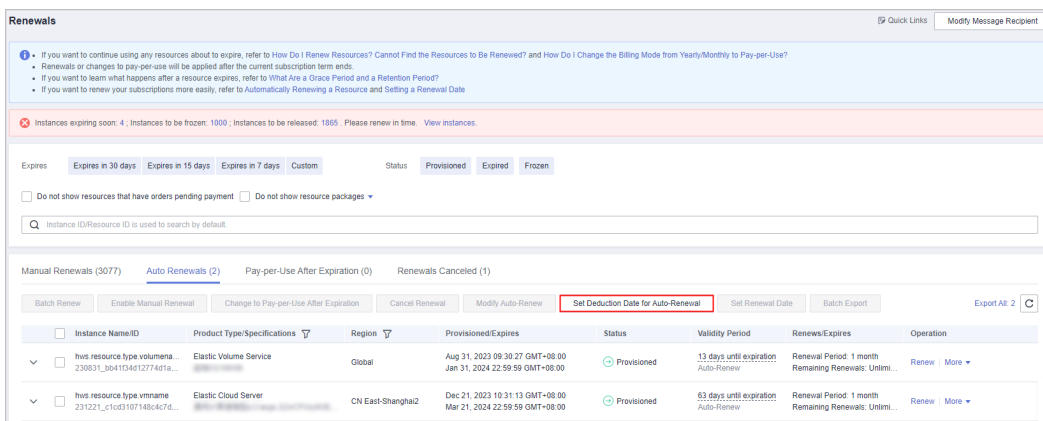 Renewals
Quick Links
Modify Message Recipient
If you want to continue using any resources about to expire, refer to How Do I Renew Resources? Cannot Find the Resources to Be Renewed? and How Do I Change the Billing Mode from Yearly/Monthly to Pay-per-Use?
Renewals or changes to pay-per-use will be applied after the current subscription term ends.
If you want to learn what happens after a resource expires, refer to What Are a Grace Period and a Retention Period?
If you want to renew your subscriptions more easily, refer to Automatically Renewing a Resource and Setting a Renewal Date
Instances expiring soon: 4 ; Instances to be frozen: 1000 ; Instances to be released: 1865 . Please renew in time. View instances.
Expires Expires in 30 days Expires in 15 days Expires in 7 days Custom Status Provisioned Expired Frozen
Do not show resources that have orders pending payment Do not show resource packages
Instance ID/Resource ID is used to search by default.
Manual Renewals (3077) Auto Renewals (2) Pay-per-Use After Expiration (0) Renewals Canceled (1)
Batch Renew Enable Manual Renewal Change to Pay-per-Use After Expiration Cancel Renewal Modify Auto-Renew Set Deduction Date for Auto-Renewal Set Renewal Date Batch Export Export All: 2
Instance Name/ID Product Type/Specifications Region Provisioned/Expires Status Validity Period Renews/Expires Operation
hvs.resource.type.volumena... Elastic Volume Service Global Aug 31, 2023 09:30:27 GMT+08:00 Provisioned 13 days until expiration Renewal Period: 1 month Renew More
230831_bb41f34d12774d1a... Jan 31, 2024 22:59:59 GMT+08:00 Auto-Renew Remaining Renewals: Unlimi...
hvs.resource.type.vmname Elastic Cloud Server CN East-Shanghai2 Dec 21, 2023 10:31:13 GMT+08:00 Provisioned 63 days until expiration Renewal Period: 1 month Renew More
231221_c1cd3107148c4c7d... Mar 21, 2024 22:59:59 GMT+08:00 Auto-Renew Remaining Renewals: Unlimi...